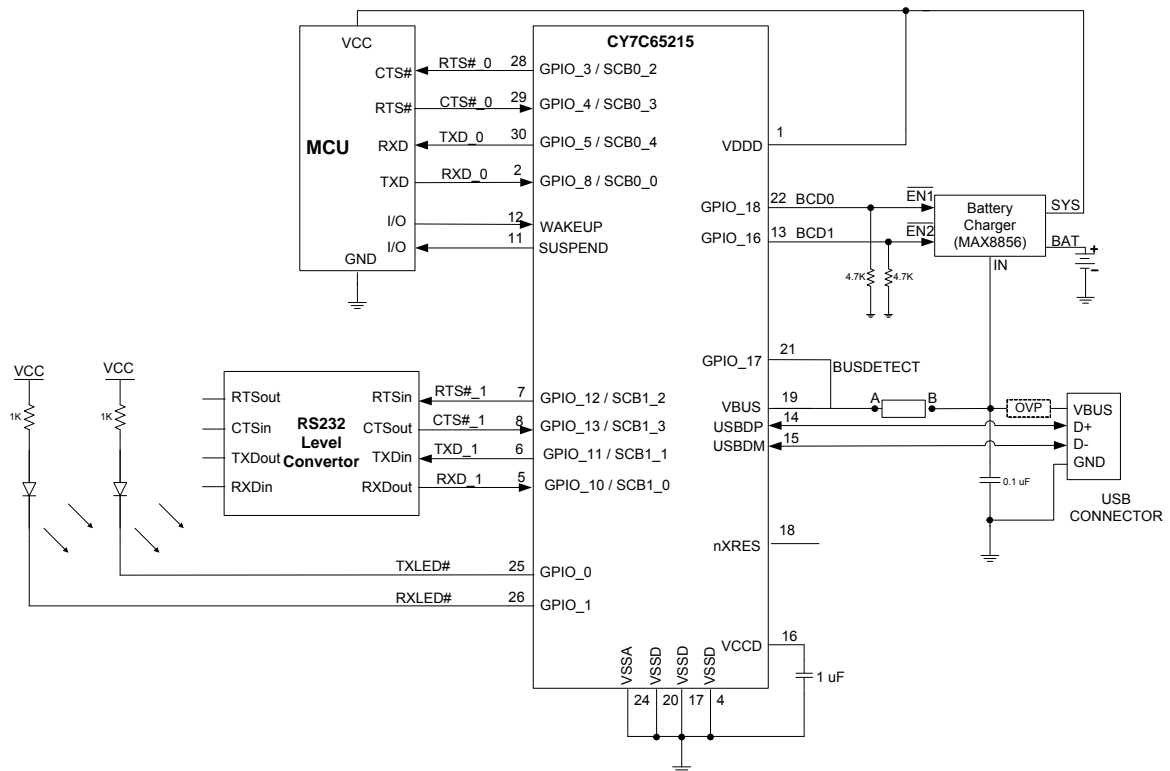 CY7C65215
VCC
MCU
CTS#
RTS#
RXD
TXD
I/O
I/O
GND
RTS#_0
CTS#_0
TXD_0
RXD_0
28
29
30
2
12
11
GPIO_3 / SCB0_2
GPIO_4 / SCB0_3
GPIO_5 / SCB0_4
GPIO_8 / SCB0_0
WAKEUP
SUSPEND
VDDD
1
GPIO_18
22
BCD0
EN1
GPIO_16
13
BCD1
EN2
4.7K
4.7K
Battery
Charger
(MAX8856)
SYS
BAT
+
-
IN
GPIO_17
21
BUSDETECT
VBUS
19
A
B
OVP
USBDP
14
USBDM
15
VBUS
D+
D-
GND
USB
CONNECTOR
0.1 uF
nXRES
18
VCCD
16
1 uF
VCC
VCC
1K
1K
RTSout
CTSin
TXDout
RXDin
RS232
Level
Convertor
RTSin
CTSout
TXDin
RXDout
RTS#_1
CTS#_1
TXD_1
RXD_1
7
8
6
5
GPIO_12 / SCB1_2
GPIO_13 / SCB1_3
GPIO_11 / SCB1_1
GPIO_10 / SCB1_0
TXLED#
25
GPIO_0
RXLED#
26
GPIO_1
VSSA
VSSD
VSSD
VSSD
24
20
17
4